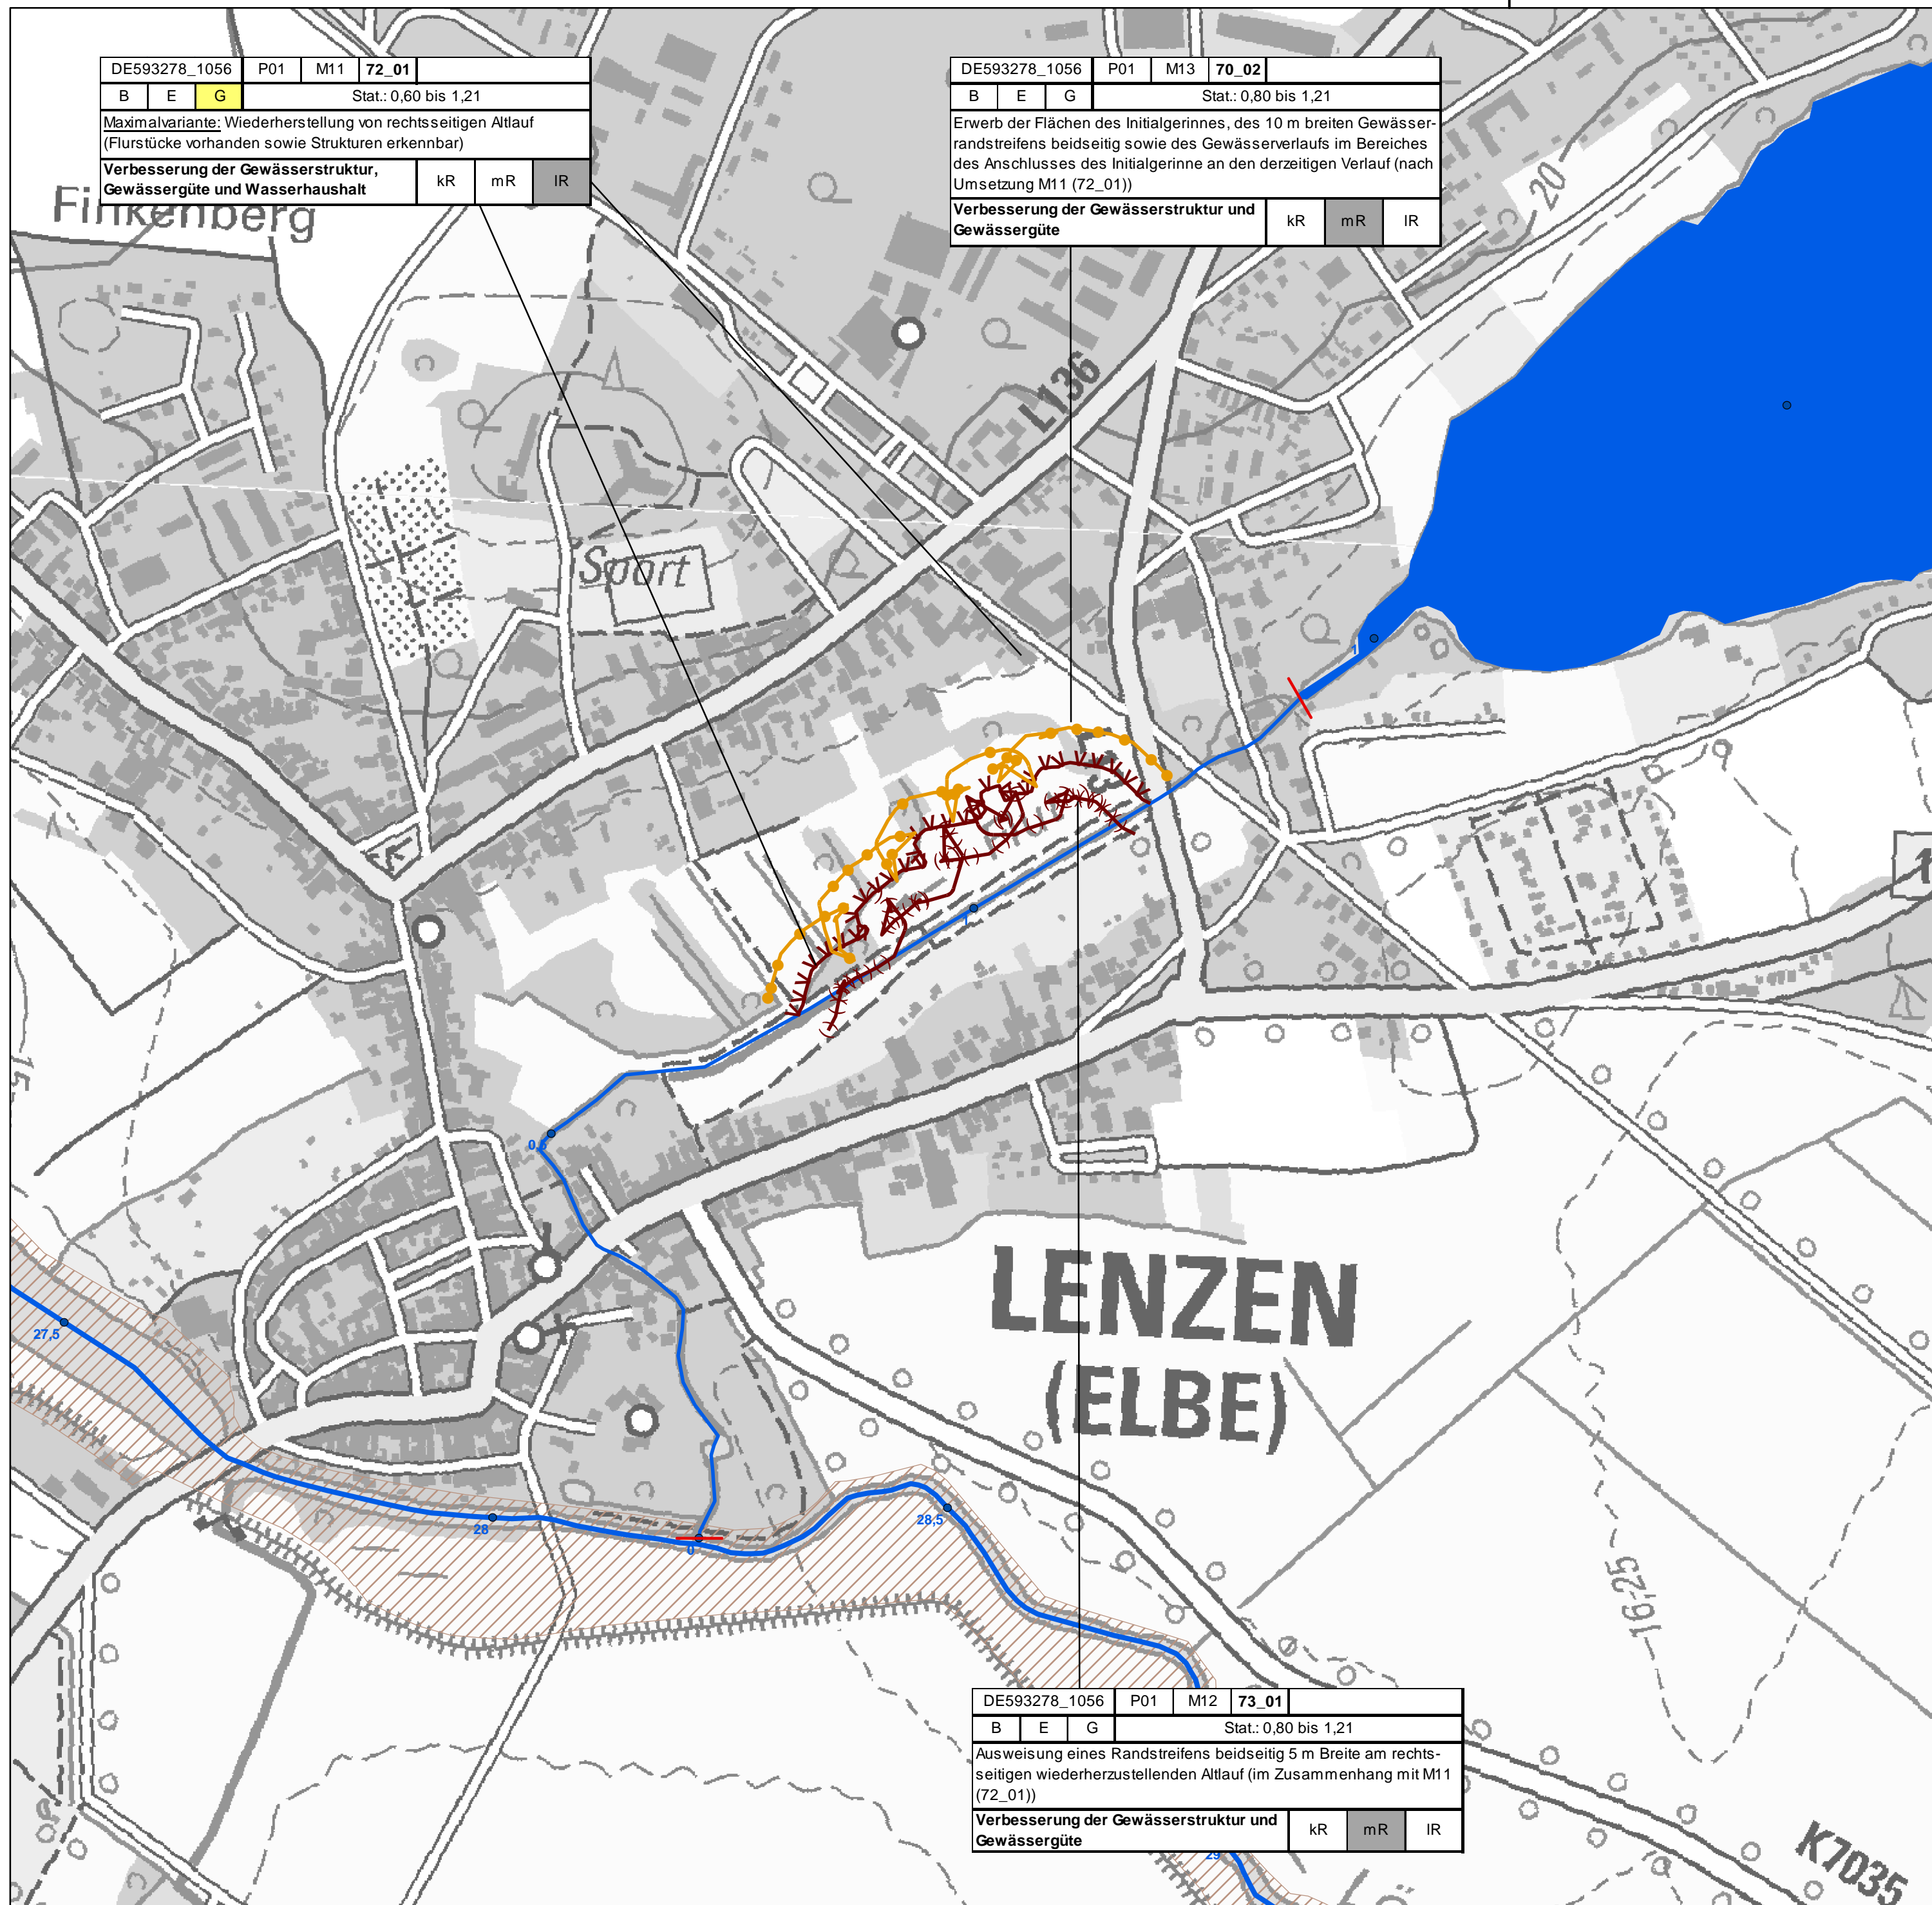 DE593278_1056 P01 M11 72_01
B E G Stat.: 0,60 bis 1,21
Maximalvariante: Wiederherstellung von rechtsseitigen Altlauf
(Flurstücke vorhanden sowie Strukturen erkennbar)
Verbesserung der Gewässerstruktur,
Gewässergüte und Wasserhaushalt
kR mR lR
DE593278_1056 P01 M13 70_02
B E G Stat.: 0,80 bis 1,21
Erwerb der Flächen des Initialgerinnes, des 10 m breiten Gewässer-
randstreifens beidseitig sowie des Gewässerverlaufs im Bereiches
des Anschlusses des Initialgerinne an den derzeitigen Verlauf (nach
Umsetzung M11 (72_01))
Verbesserung der Gewässerstruktur und
Gewässergüte
kR mR lR
Finkenberg
20
L136
Sport
1
1
0,5
15
LENZEN
(ELBE)
27,5
28
0
28,5
16,25
DE593278_1056 P01 M12 73_01
B E G Stat.: 0,80 bis 1,21
Ausweisung eines Randstreifens beidseitig 5 m Breite am rechts-
seitigen wiederherzustellenden Altlauf (im Zusammenhang mit M11
(72_01))
Verbesserung der Gewässerstruktur und
Gewässergüte
kR mR lR
29
K7035